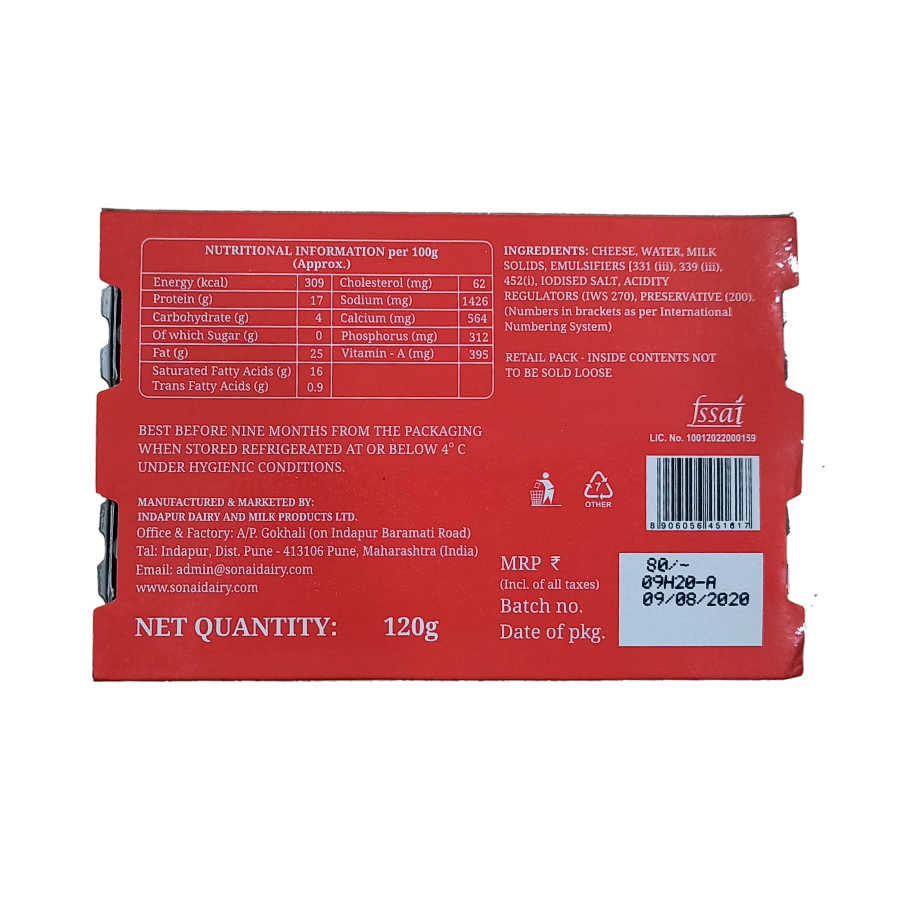 NUTRITIONAL INFORMATION per 100g
(Approx.)
Energy (kcal) 309 Cholesterol (mg) 62
Protein (g) 17 Sodium (mg) 1426
Carbohydrate (g) 4 Calcium (mg) 564
Of which Sugar (g) 0 Phosphorus (mg) 312
Fat (g) 25 Vitamin - A (mg) 395
Saturated Fatty Acids (g) 16
Trans Fatty Acids (g) 0.9
INGREDIENTS: CHEESE, WATER, MILK
SOLIDS, EMULSIFIERS [331 (iii), 339 (iii),
452(i), IODISED SALT, ACIDITY
REGULATORS (IWS 270), PRESERVATIVE (200).
(Numbers in brackets as per International
Numbering System)
RETAIL PACK - INSIDE CONTENTS NOT
TO BE SOLD LOOSE
fssai
LIC. No. 10012022000159
BEST BEFORE NINE MONTHS FROM THE PACKAGING
WHEN STORED REFRIGERATED AT OR BELOW 4° C
UNDER HYGIENIC CONDITIONS.
MANUFACTURED & MARKETED BY:
INDAPUR DAIRY AND MILK PRODUCTS LTD.
Office & Factory: A/P. Gokhali (on Indapur Baramati Road)
Tal: Indapur, Dist. Pune - 413106 Pune, Maharashtra (India)
Email: admin@sonaidairy.com
www.sonaidairy.com
NET QUANTITY: 120g
7
OTHER
8 906056 451617
MRP ₹ 80/-
(Incl. of all taxes)
Batch no. 09H20-A
Date of pkg. 09/08/2020